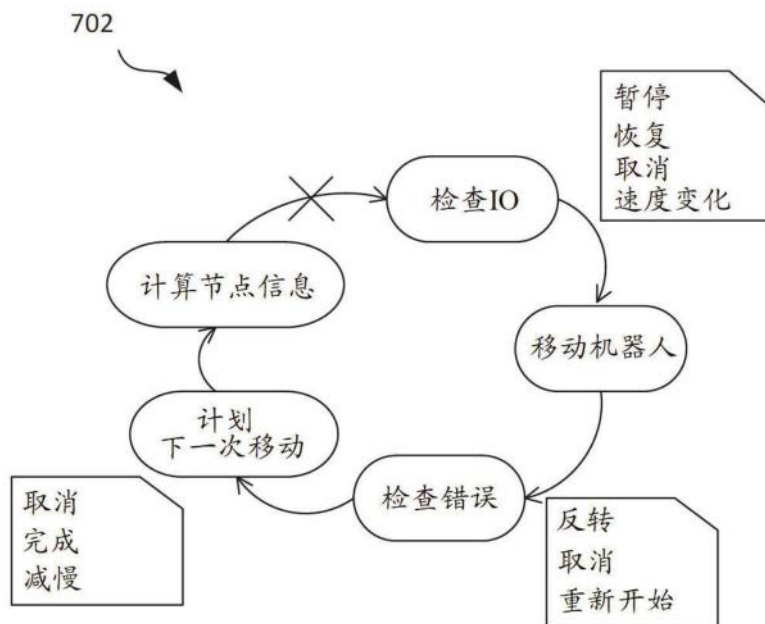 702
暂停
恢复
取消
速度变化
检查IO
计算节点信息
移动机器人
计划
下一次移动
检查错误
取消
完成
减慢
反转
取消
重新开始